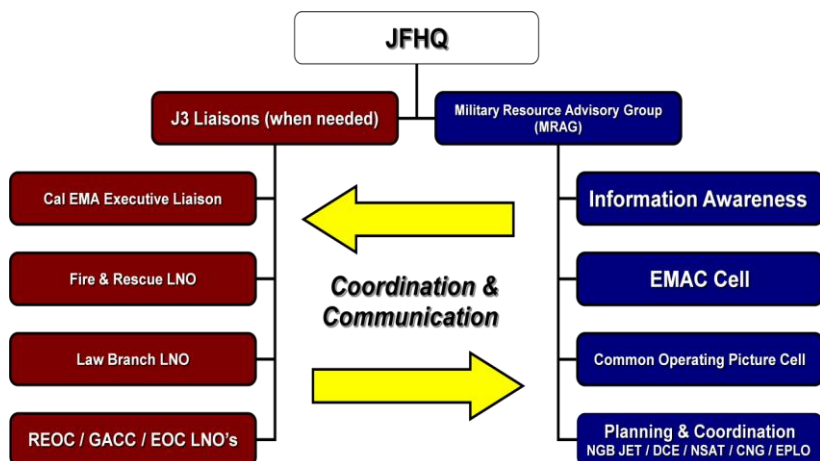 JFHQ
J3 Liaisons (when needed)
Military Resource Advisory Group
(MRAG)
Cal EMA Executive Liaison
Fire & Rescue LNO
Law Branch LNO
REOC / GACC / EOC LNO's
Coordination &
Communication
Information Awareness
EMAC Cell
Common Operating Picture Cell
Planning & Coordination
NGB JET / DCE / NSAT / CNG / EPLO